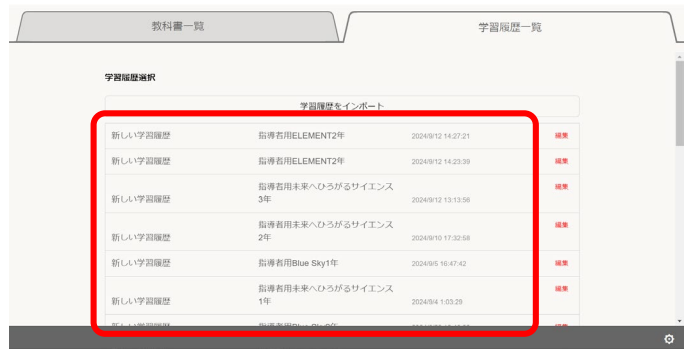 教科書一覧
学習履歴一覧
学習履歴選択
学習履歴をインポート
新しい学習履歴 指導者用ELEMENT2年 2024/9/12 14:27:21 編集
新しい学習履歴 指導者用ELEMENT2年 2024/9/12 14:23:39 編集
指導者用未来へひろがるサイエンス 編集
新しい学習履歴 3年 2024/9/12 13:13:56
指導者用未来へひろがるサイエンス 編集
新しい学習履歴 2年 2024/9/10 17:32:58
新しい学習履歴 指導者用Blue Sky1年 2024/9/5 16:47:42 編集
指導者用未来へひろがるサイエンス 編集
新しい学習履歴 1年 2024/9/4 1:03:29